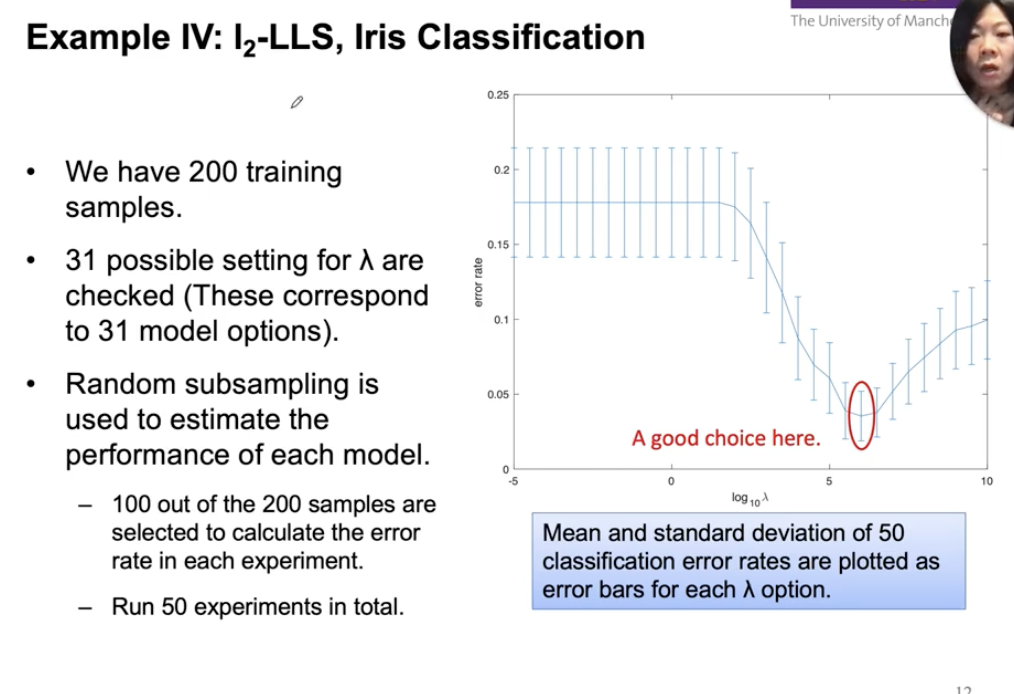 The University of Manche
Example IV: l₂-LLS, Iris Classification
• We have 200 training
samples.
• 31 possible setting for λ are
checked (These correspond
to 31 model options).
• Random subsampling is
used to estimate the
performance of each model.
– 100 out of the 200 samples are
selected to calculate the error
rate in each experiment.
– Run 50 experiments in total.
0.25
0.2
0.15
0.1
0.05
0
error rate
-5
0
5
10
log₁₀ λ
A good choice here.
Mean and standard deviation of 50
classification error rates are plotted as
error bars for each λ option.
12